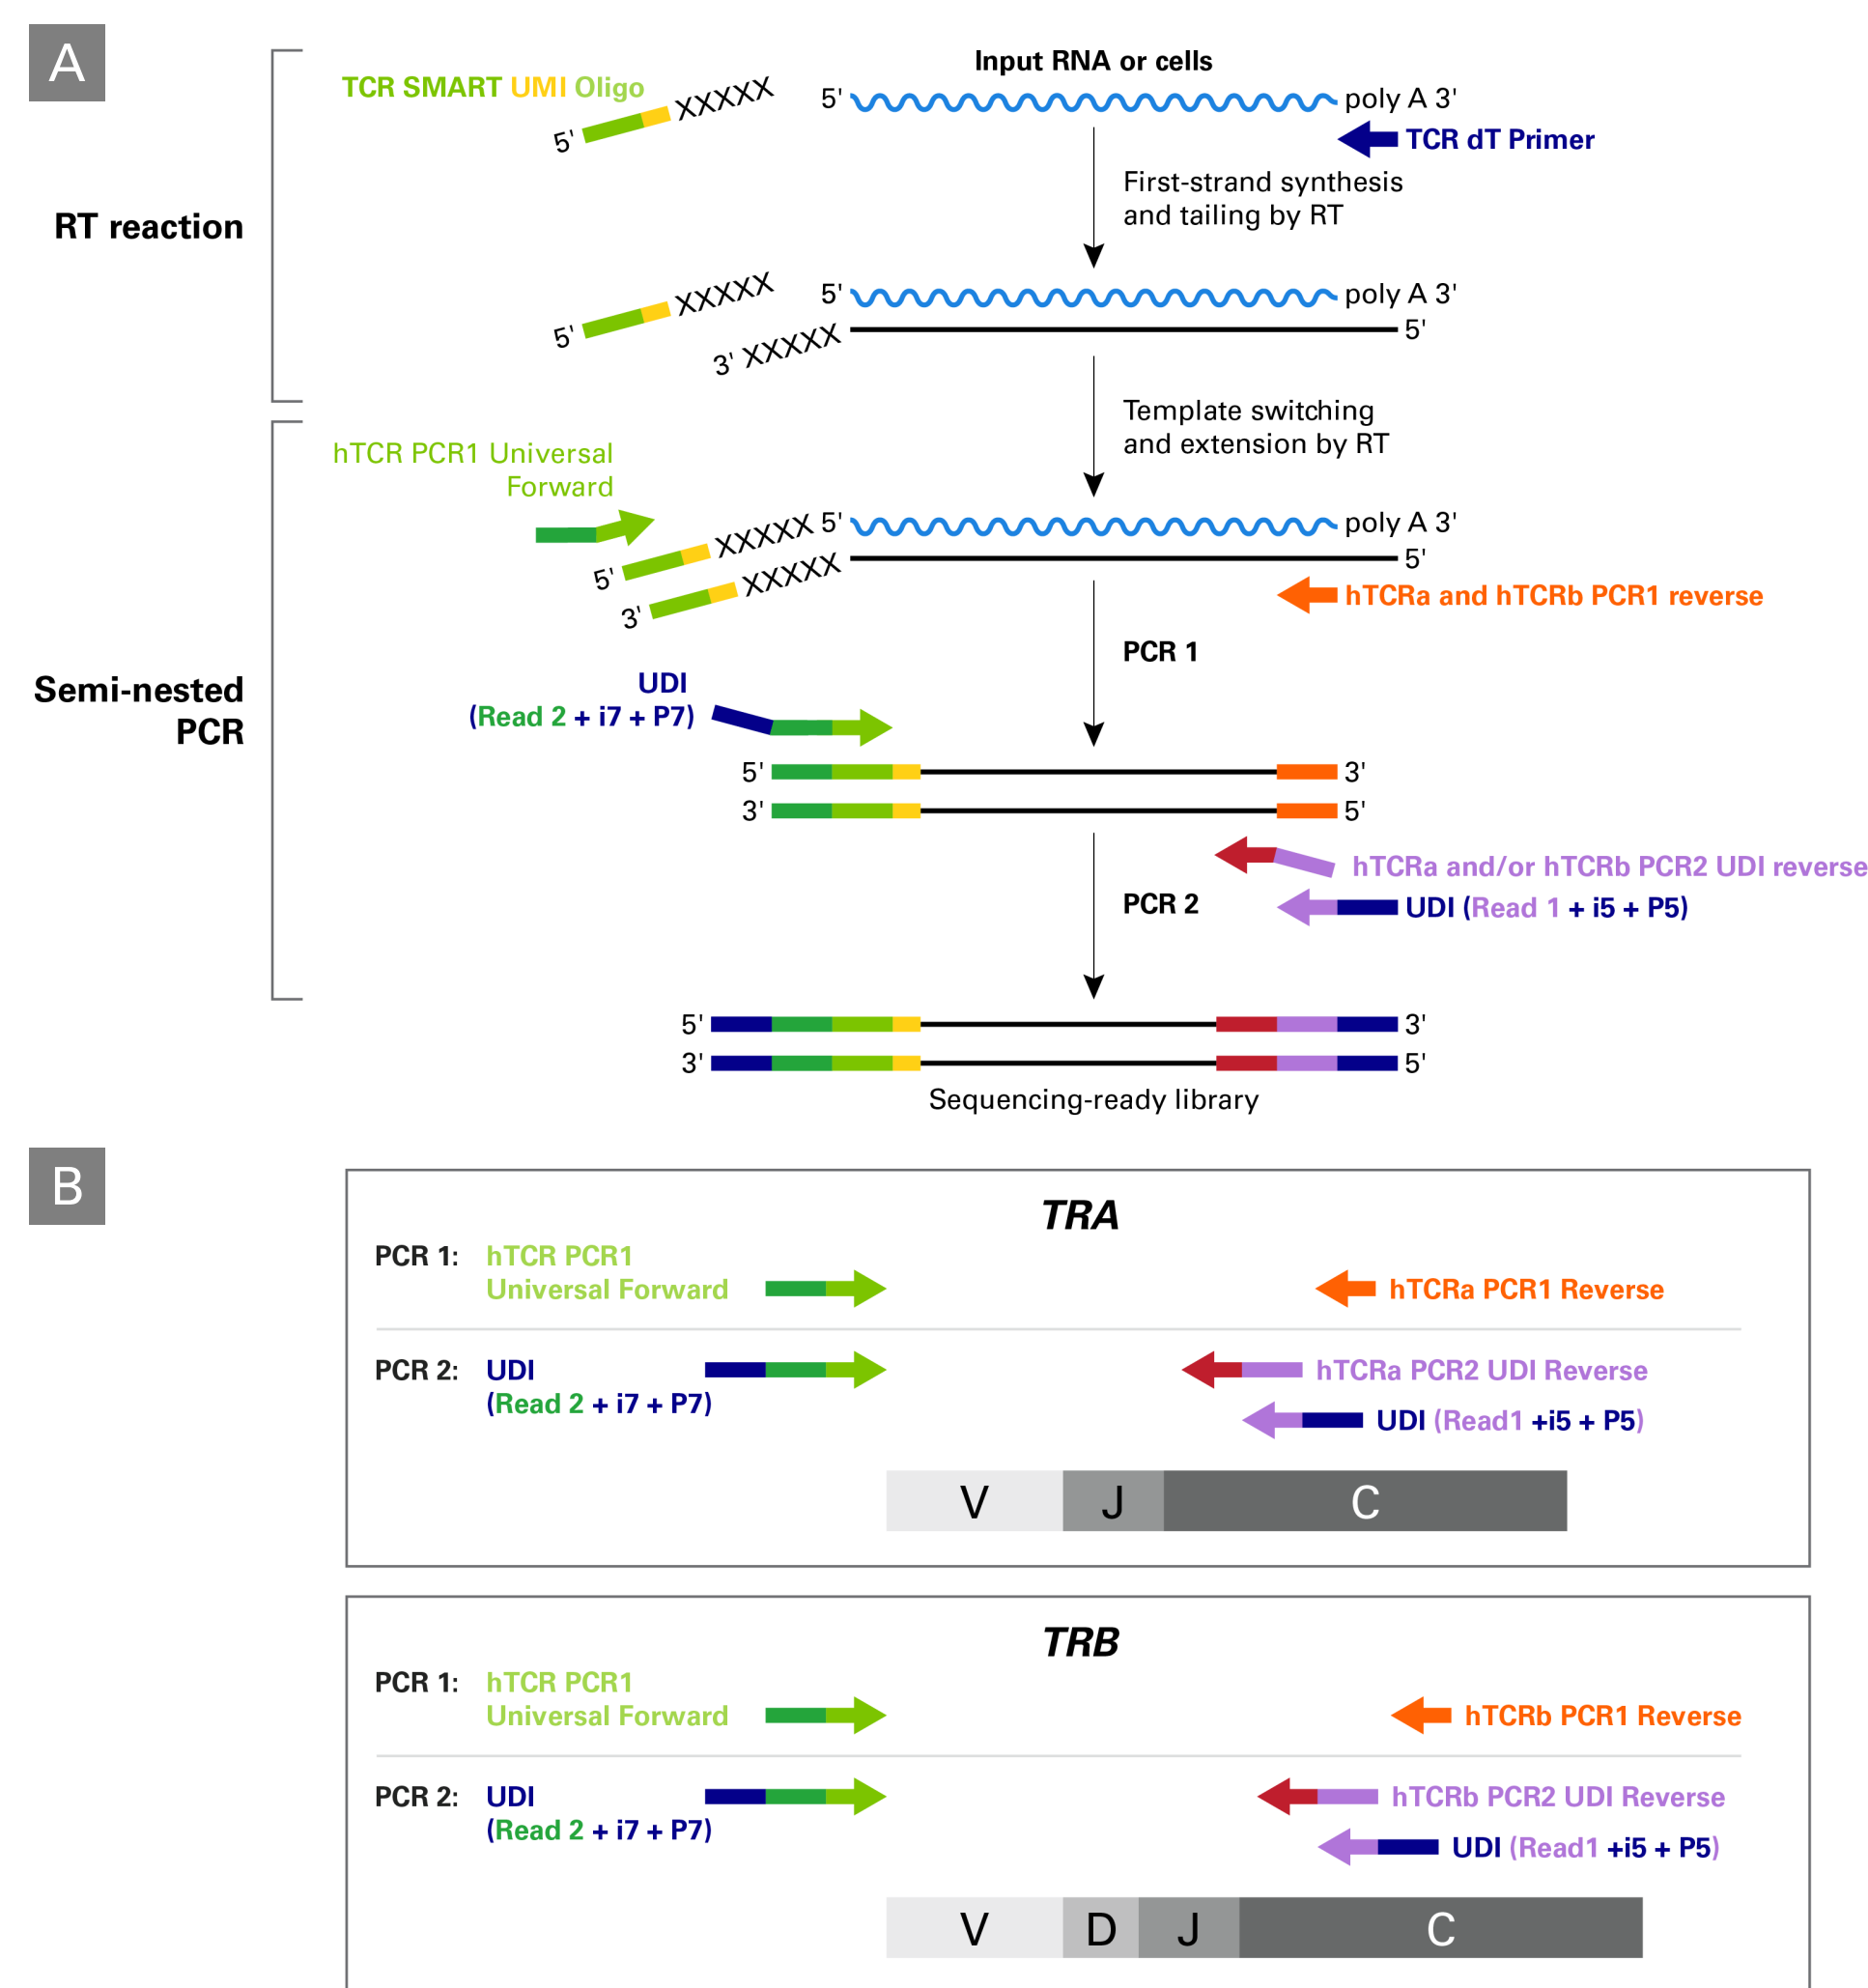 A
RT reaction
TCR SMART UMI Oligo
5'
XXXXX
Input RNA or cells
5'
poly A 3'
TCR dT Primer
First-strand synthesis
and tailing by RT
5'
XXXXX
5'
poly A 3'
3' XXXXX
5'
Template switching
and extension by RT
Semi-nested
PCR
hTCR PCR1 Universal
Forward
5'
XXXXX 5'
poly A 3'
3'
XXXXX
5'
hTCRa and hTCRb PCR1 reverse
PCR 1
UDI
(Read 2 + i7 + P7)
5'
3'
3'
5'
hTCRa and/or hTCRb PCR2 UDI reverse
PCR 2
UDI (Read 1 + i5 + P5)
5'
3'
3'
5'
Sequencing-ready library
B
TRA
PCR 1:
hTCR PCR1
Universal Forward
hTCRa PCR1 Reverse
PCR 2:
UDI
(Read 2 + i7 + P7)
hTCRa PCR2 UDI Reverse
UDI (Read1 +i5 + P5)
V J C
TRB
PCR 1:
hTCR PCR1
Universal Forward
hTCRb PCR1 Reverse
PCR 2:
UDI
(Read 2 + i7 + P7)
hTCRb PCR2 UDI Reverse
UDI (Read1 +i5 + P5)
V D J C